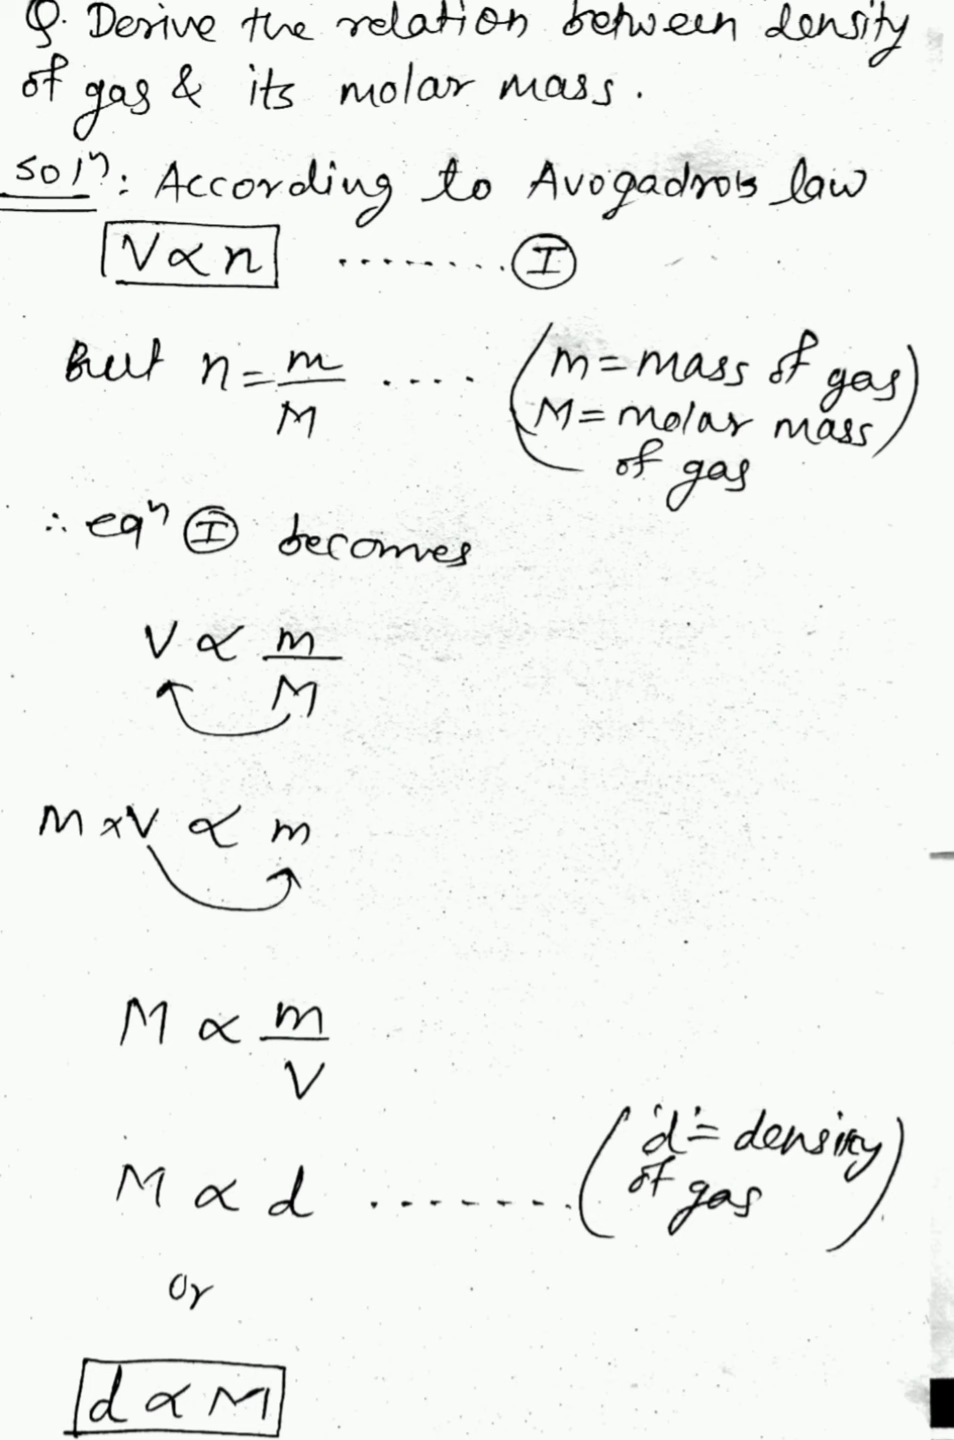 Q. Derive the relation between density
of gas & its molar mass.
Solⁿ: According to Avogadro's law
V ∝ n ........ Ⓘ
But n = m/M .... (m = mass of gas
M = molar mass
of gas)
∴ eqⁿ Ⓘ becomes
V ∝ m/M
M × V ∝ m
M ∝ m/V
M ∝ d ....... ('d' = density
of gas)
or
d ∝ M